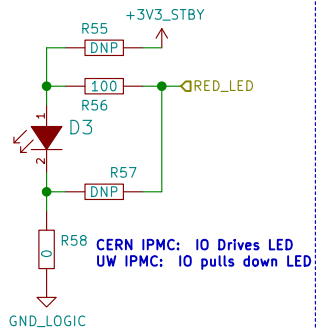 +3V3_STBY
R55
DNP
100
RED_LED
R56
1
D3
2
R57
DNP
R58
0
CERN IPMC: IO Drives LED
UW IPMC: IO pulls down LED
GND_LOGIC